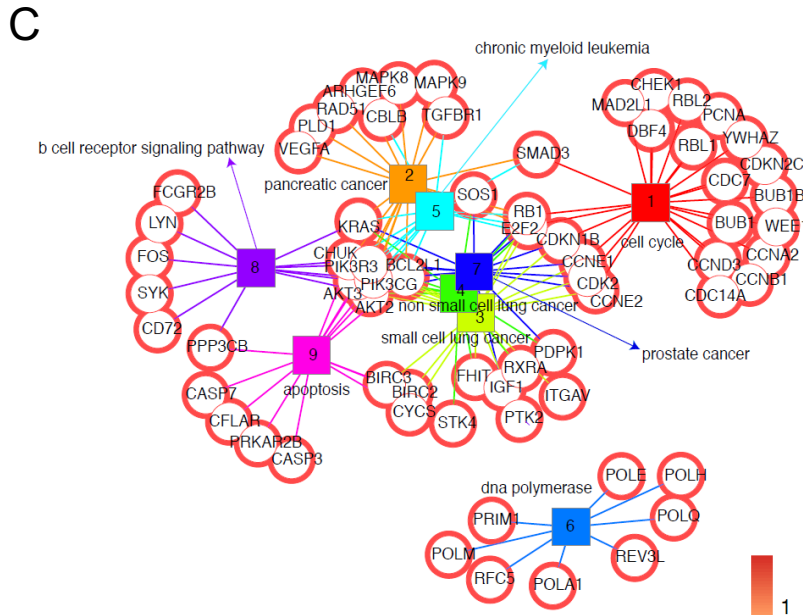 C
chronic myeloid leukemia
MAPK8
MAPK9
ARHGEF6
RAD51
CBLB
TGFBR1
PLD1
VEGFA
CHEK1
MAD2L1
RBL2
PCNA
DBF4
RBL1
YWHAZ
CDKN2C
CDC7
BUB1B
BUB1
WEE1
CCNA2
CCND3
CCNB1
CDC14A
1
cell cycle
SMAD3
b cell receptor signaling pathway
2
pancreatic cancer
5
SOS1
RB1
E2F2
CDKN1B
CCNE1
CDK2
CCNE2
FCGR2B
LYN
FOS
SYK
CD72
8
KRAS
CHUK
PIK3R3
BCL2L1
PIK3CG
AKT3
AKT2
7
4
non small cell lung cancer
3
small cell lung cancer
prostate cancer
PPP3CB
9
apoptosis
CASP7
CFLAR
PRKAR2B
CASP3
BIRC3
BIRC2
CYCS
STK4
FHIT
IGF1
RXRA
PDPK1
ITGAV
PTK2
dna polymerase
6
POLE
POLH
PRIM1
POLQ
POLM
REV3L
RFC5
POLA1
1